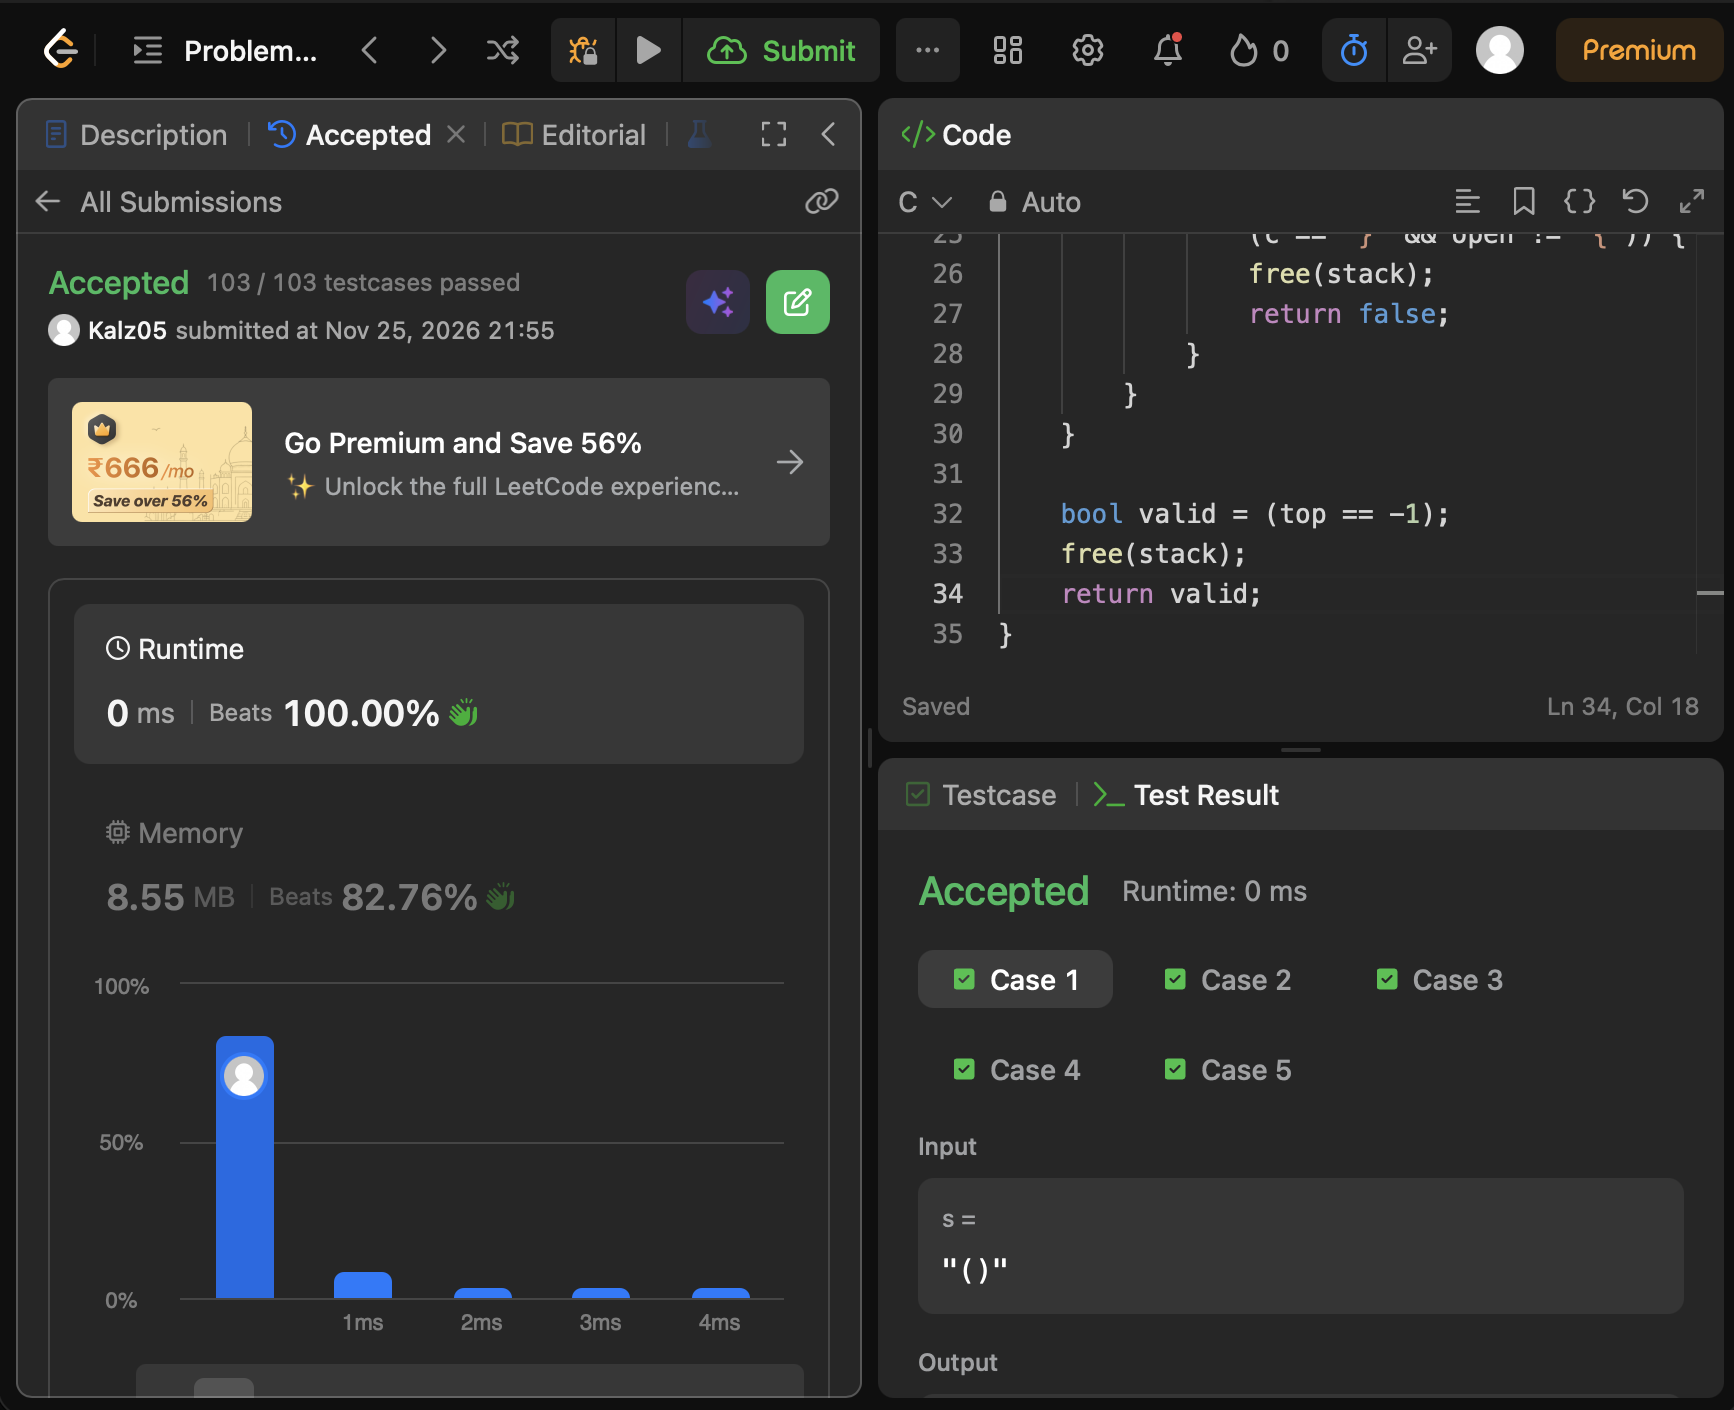 Problem...
Submit
0
Premium
Description
Accepted
Editorial
All Submissions
Accepted 103 / 103 testcases passed
Kalz05 submitted at Nov 25, 2026 21:55
₹666/mo
Save over 56%
Go Premium and Save 56%
✨ Unlock the full LeetCode experienc...
Runtime
0 ms | Beats 100.00%
Memory
8.55 MB | Beats 82.76%
100%
50%
0%
1ms 2ms 3ms 4ms
</> Code
C Auto
25 (c == '}' && open != '{')) {
26 free(stack);
27 return false;
28 }
29 }
30 }
31
32 bool valid = (top == -1);
33 free(stack);
34 return valid;
35 }
Saved Ln 34, Col 18
Testcase
Test Result
Accepted Runtime: 0 ms
Case 1 Case 2 Case 3
Case 4 Case 5
Input
s =
"()"
Output